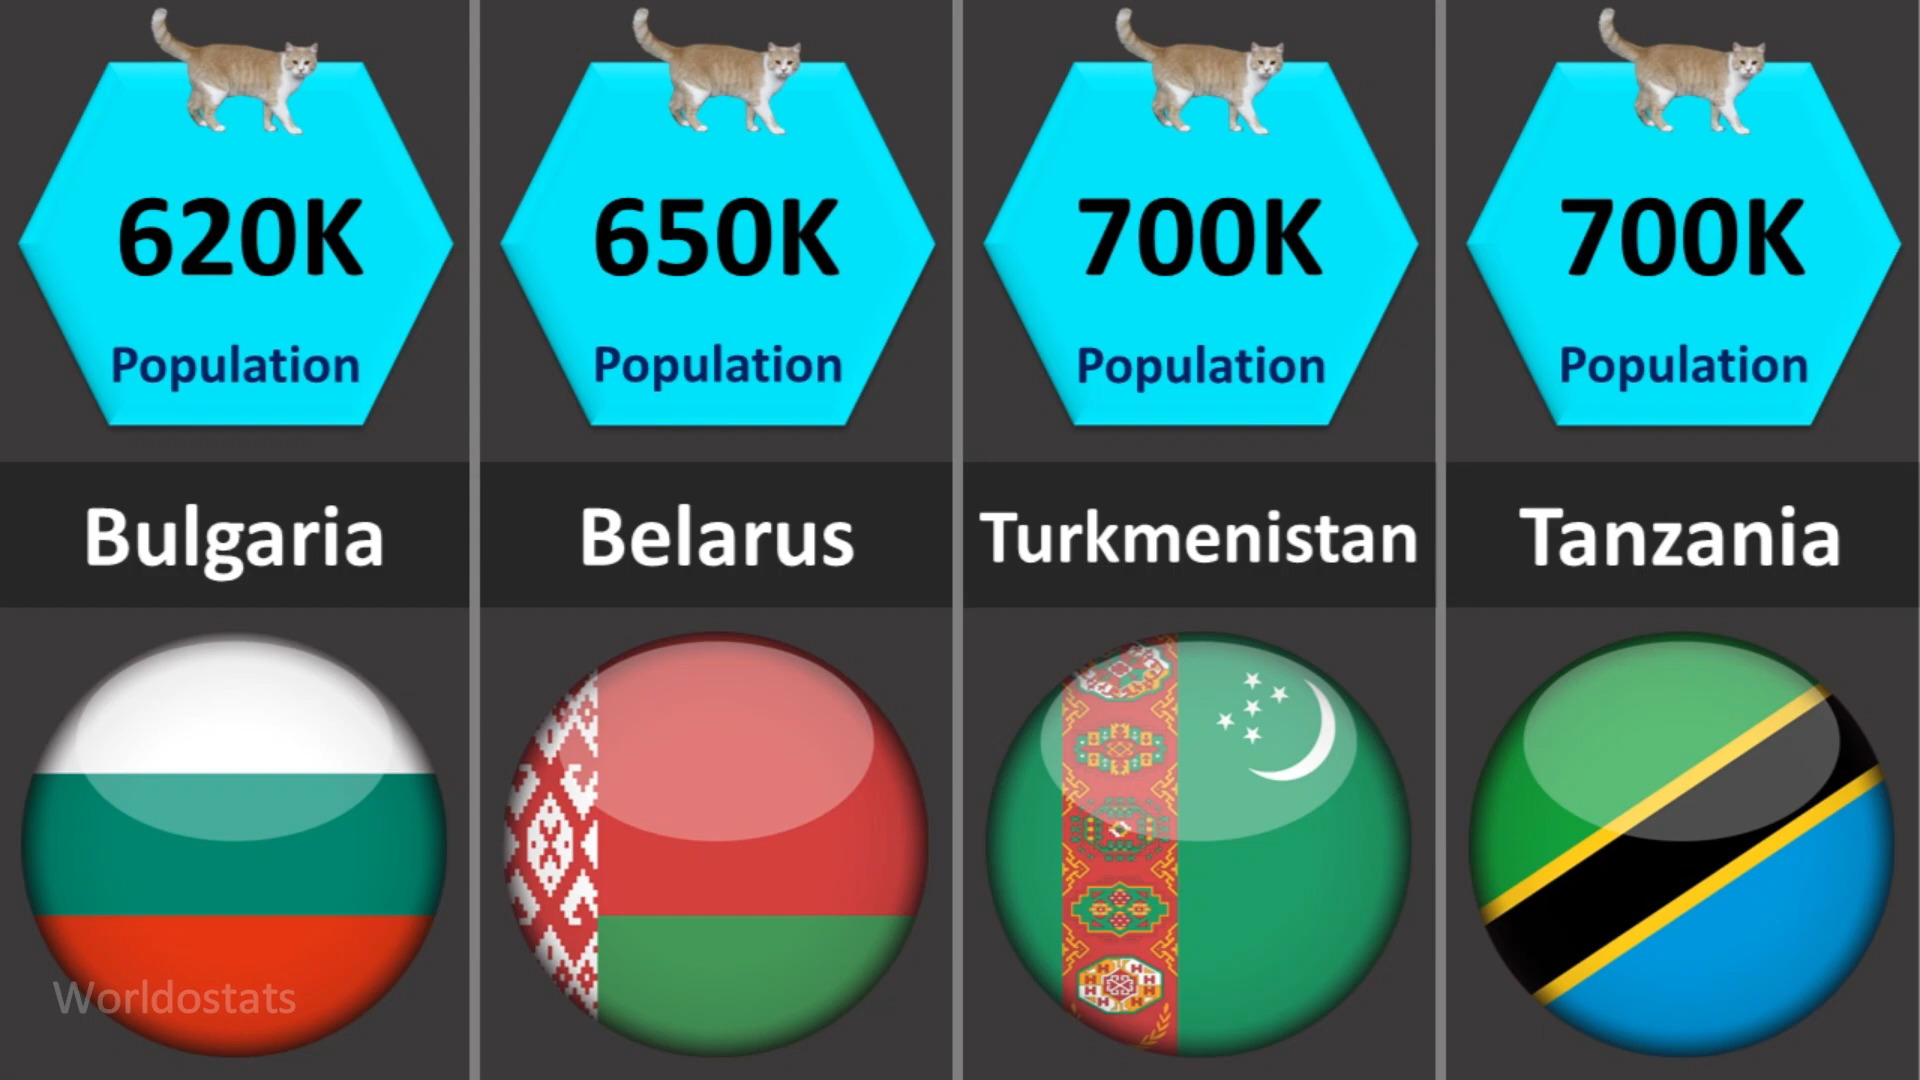 620K
Population
Bulgaria
650K
Population
Belarus
700K
Population
Turkmenistan
700K
Population
Tanzania
Worldostats